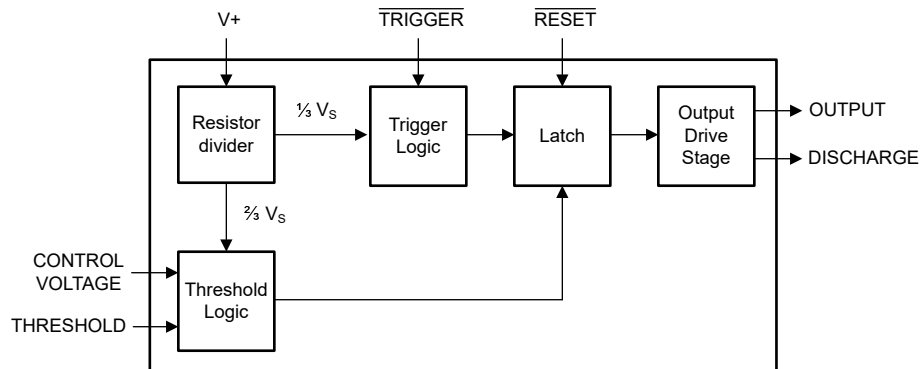 V+
TRIGGER
RESET
Resistor
divider
⅓ VS
Trigger
Logic
Latch
Output
Drive
Stage
OUTPUT
DISCHARGE
⅔ VS
CONTROL
VOLTAGE
THRESHOLD
Threshold
Logic